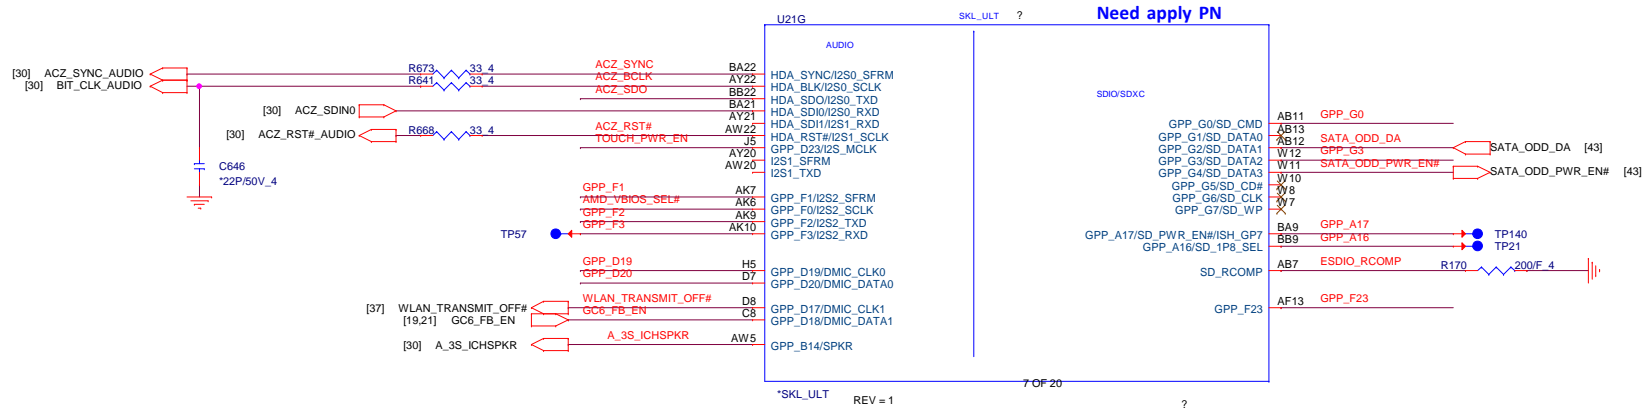 U21G
SKL_ULT ?
Need apply PN
AUDIO
SDIO/SDXC
[30] ACZ_SYNC_AUDIO
R673 33_4
ACZ_SYNC
BA22
HDA_SYNC/I2S0_SFRM
[30] BIT_CLK_AUDIO
R641 33_4
ACZ_BCLK
AY22
HDA_BLK/I2S0_SCLK
ACZ_SDO
BB22
HDA_SDO/I2S0_TXD
[30] ACZ_SDIN0
BA21
HDA_SDI0/I2S0_RXD
AY21
HDA_SDI1/I2S1_RXD
[30] ACZ_RST#_AUDIO
R668 33_4
ACZ_RST#
AW22
HDA_RST#/I2S1_SCLK
TOUCH_PWR_EN
J5
GPP_D23/I2S_MCLK
AY20
I2S1_SFRM
AW20
I2S1_TXD
C646
*22P/50V_4
GPP_F1
AK7
GPP_F1/I2S2_SFRM
AMD_VBIOS_SEL#
AK6
GPP_F0/I2S2_SCLK
GPP_F2
AK9
GPP_F2/I2S2_TXD
TP57
GPP_F3
AK10
GPP_F3/I2S2_RXD
GPP_D19
H5
GPP_D19/DMIC_CLK0
GPP_D20
D7
GPP_D20/DMIC_DATA0
[37] WLAN_TRANSMIT_OFF#
WLAN_TRANSMIT_OFF#
D8
GPP_D17/DMIC_CLK1
[19,21] GC6_FB_EN
GC6_FB_EN
C8
GPP_D18/DMIC_DATA1
[30] A_3S_ICHSPKR
A_3S_ICHSPKR
AW5
GPP_B14/SPKR
GPP_G0/SD_CMD
AB11
GPP_G0
GPP_G1/SD_DATA0
AB13
GPP_G2/SD_DATA1
AB12
SATA_ODD_DA
SATA_ODD_DA [43]
GPP_G3/SD_DATA2
W12
GPP_G3
GPP_G4/SD_DATA3
W11
SATA_ODD_PWR_EN#
SATA_ODD_PWR_EN# [43]
GPP_G5/SD_CD#
W10
GPP_G6/SD_CLK
W8
GPP_G7/SD_WP
W7
GPP_A17/SD_PWR_EN#/ISH_GP7
BA9
GPP_A17
TP140
GPP_A16/SD_1P8_SEL
BB9
GPP_A16
TP21
SD_RCOMP
AB7
ESDIO_RCOMP
R170 200/F_4
GPP_F23
AF13
GPP_F23
7 OF 20
*SKL_ULT
REV = 1
?